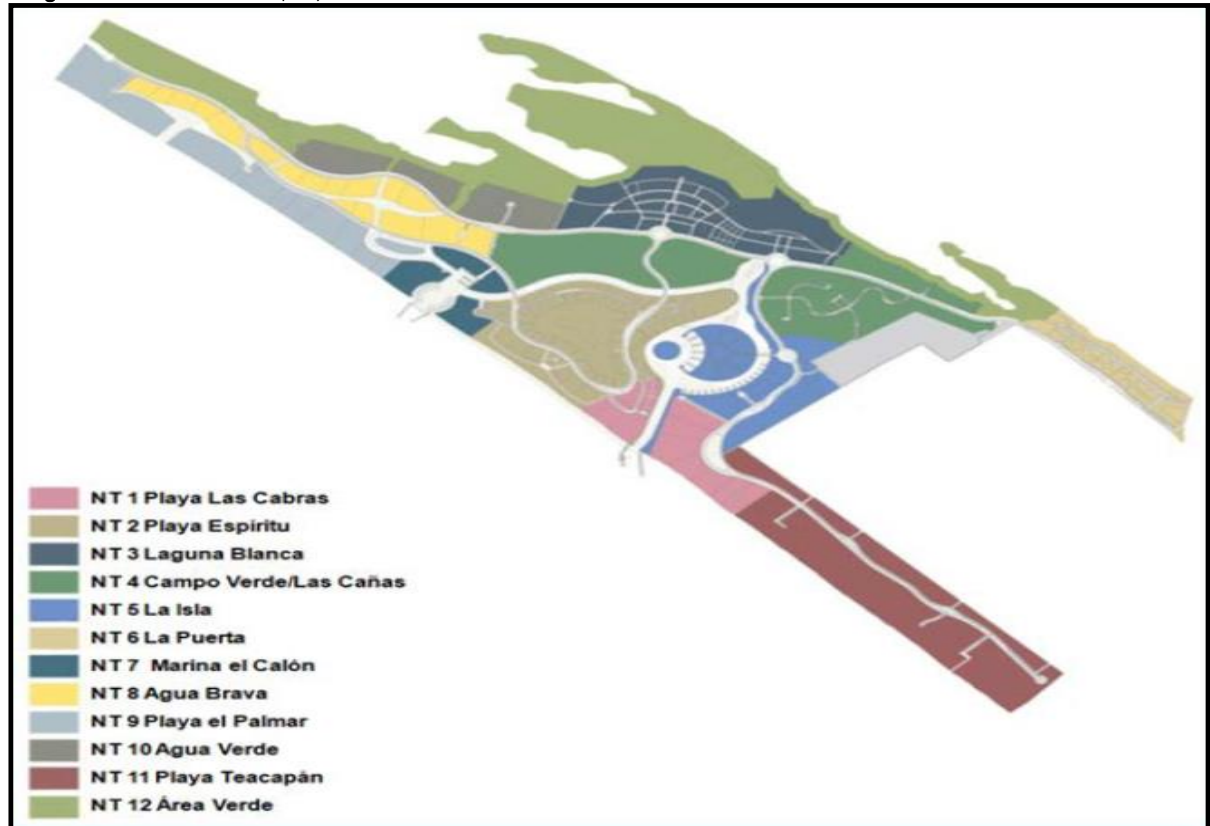 NT 1 Playa Las Cabras
NT 2 Playa Espíritu
NT 3 Laguna Blanca
NT 4 Campo Verde/Las Cañas
NT 5 La Isla
NT 6 La Puerta
NT 7 Marina el Calón
NT 8 Agua Brava
NT 9 Playa el Palmar
NT 10 Agua Verde
NT 11 Playa Teacapán
NT 12 Área Verde